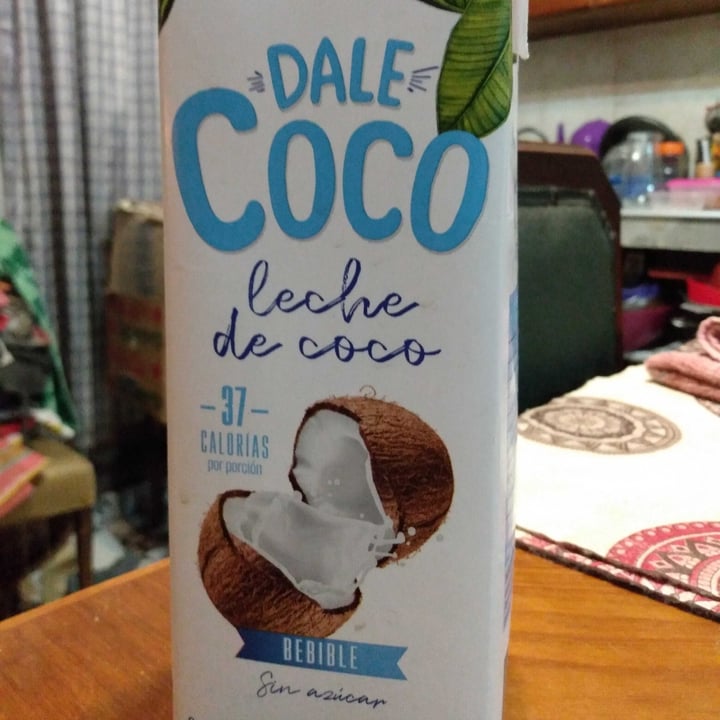 DALE
COCO
leche
de coco
-37-
CALORÍAS
por porción
BEBIBLE
Sin azúcar